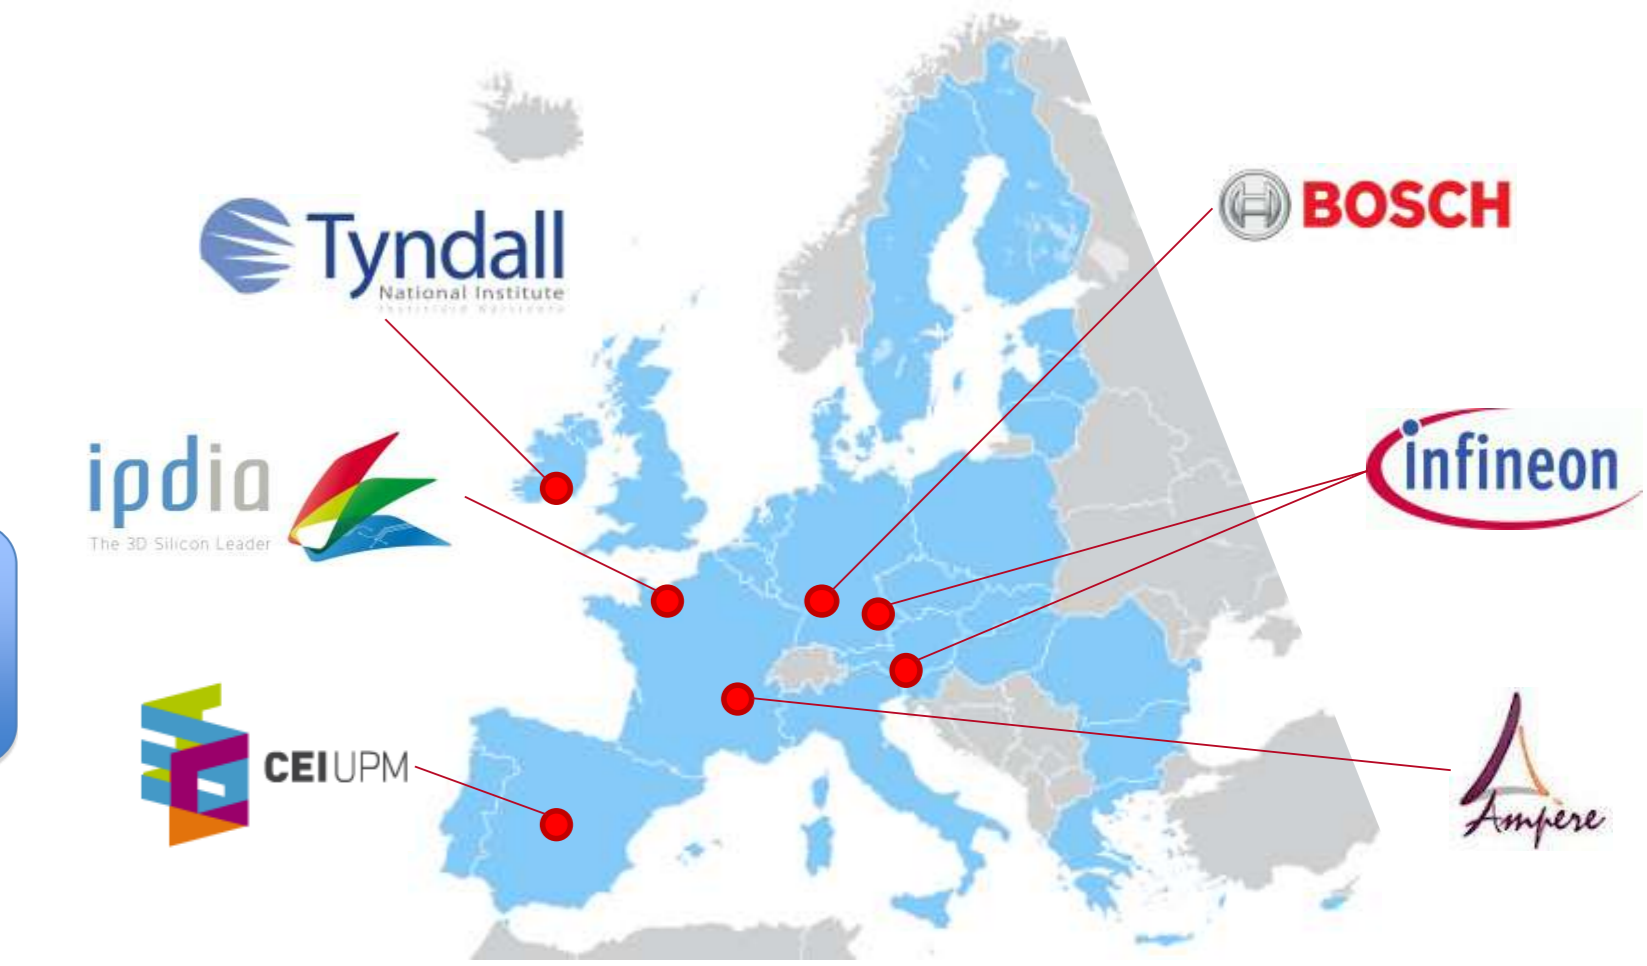 Tyndall
National Institute
BOSCH
ipdia
The 3D Silicon Leader
infineon
CEIUPM
Ampere